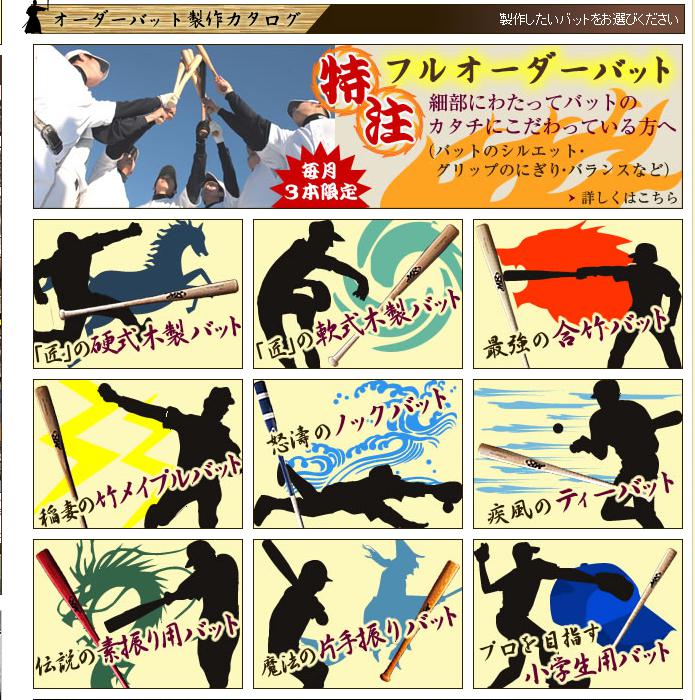 オーダーバット製作カタログ
製作したいバットをお選びください
特注
フルオーダーバット
細部にわたってバットの
カタチにこだわっている方へ
(バットのシルエット・
グリップのにぎり・バランスなど)
毎月
3本限定
詳しくはこちら
「匠」の硬式木製バット
「匠」の軟式木製バット
最強の合竹バット
稲妻の竹メイプルバット
怒濤のノックバット
疾風のティーバット
伝説の素振り用バット
魔法の片手振りバット
プロを目指す
小学生用バット